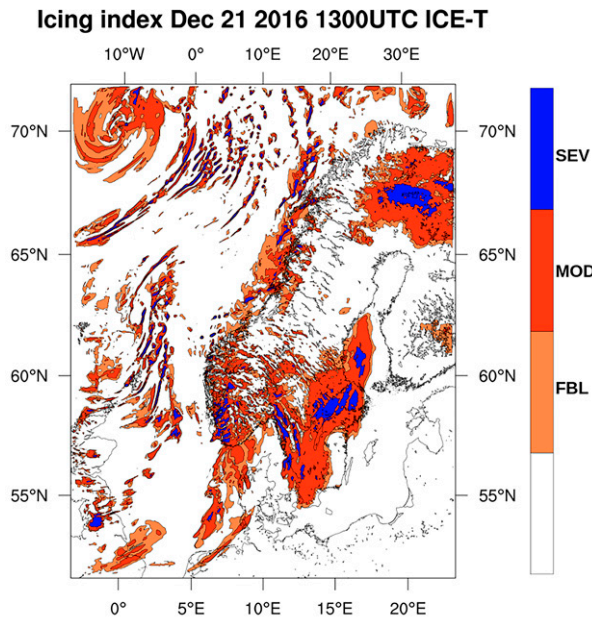 Icing index Dec 21 2016 1300UTC ICE-T
10°W 0° 10°E 20°E 30°E
70°N 70°N
SEV
65°N 65°N
MOD
60°N 60°N
FBL
55°N 55°N
0° 5°E 10°E 15°E 20°E